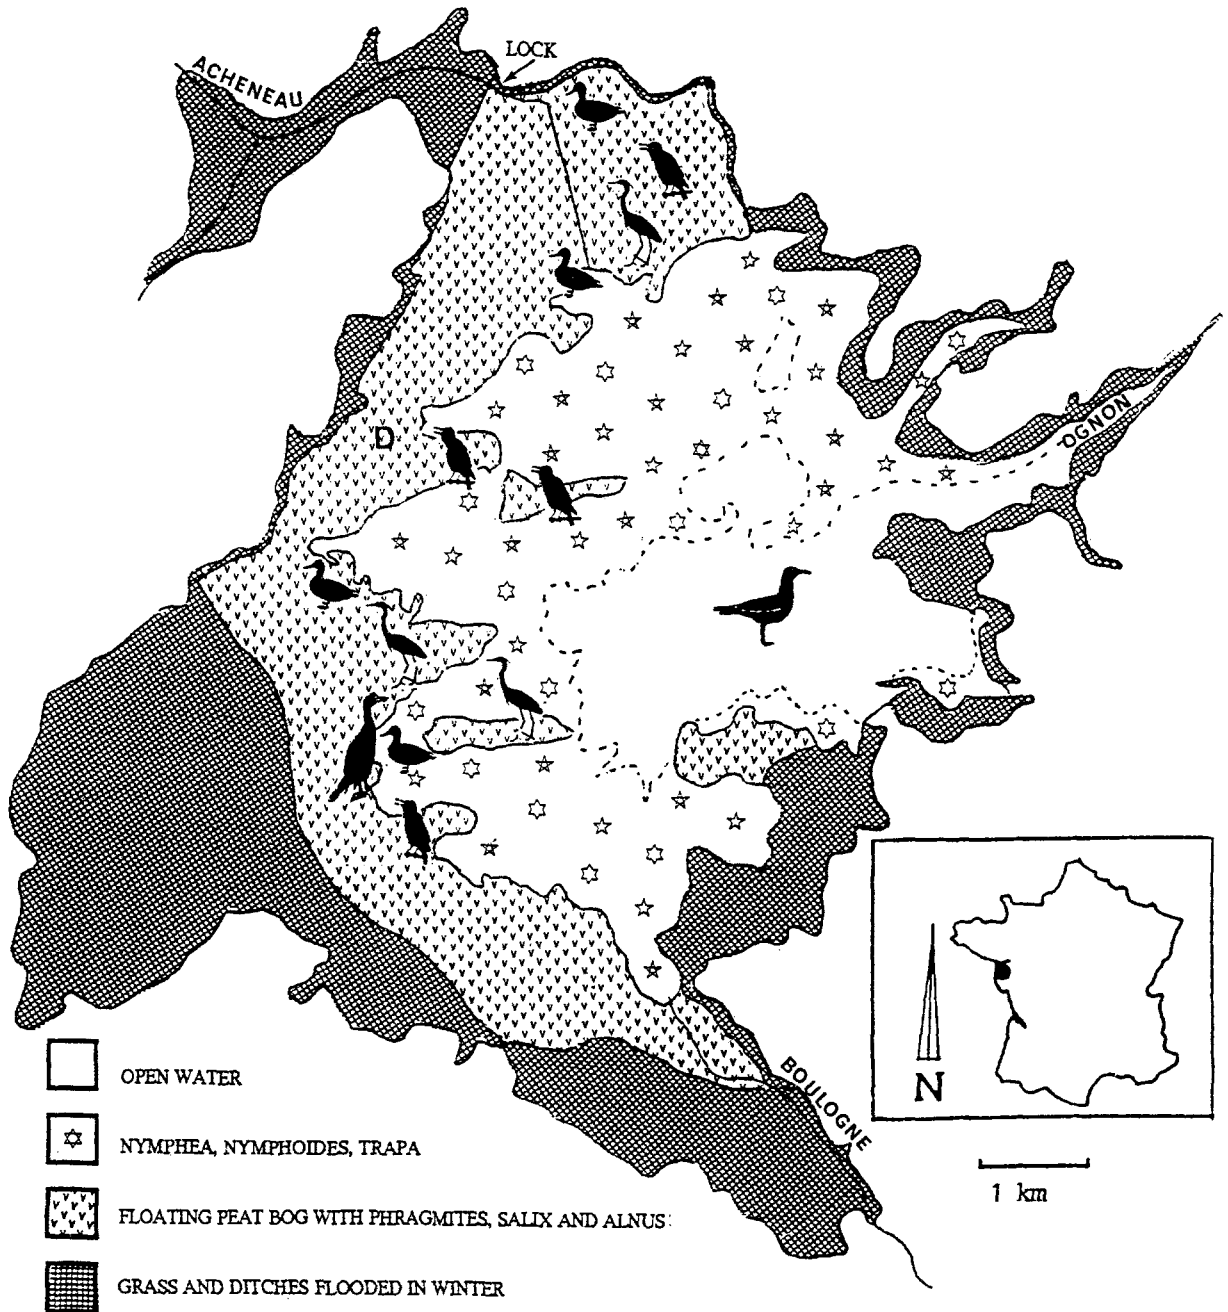 LOCK
ACHENEAU
OGNON
D
BOULOGNE
N
1 km
OPEN WATER
NYMPHEA, NYMPHOIDES, TRAPA
FLOATING PEAT BOG WITH PHRAGMITES, SALIX AND ALNUS:
GRASS AND DITCHES FLOODED IN WINTER